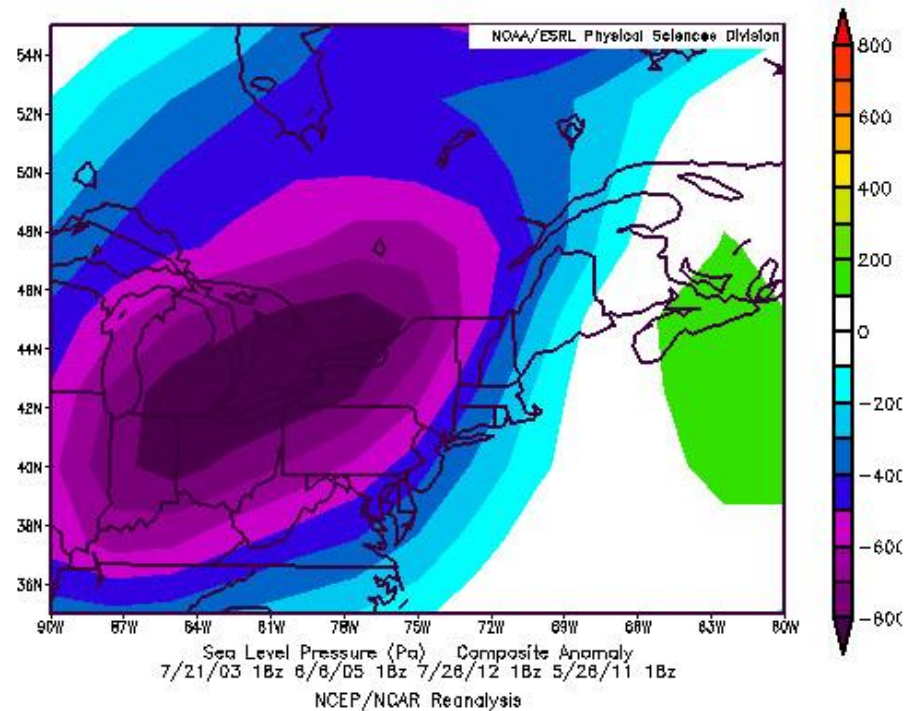 NOAA/ESRL Physical Sciences Division
54N
52N
50N
48N
46N
44N
42N
40N
38N
36N
90W 87W 84W 81W 78W 75W 72W 69W 66W 63W 60W
800
600
400
200
0
-200
-400
-600
-800
Sea Level Pressure (Pa) Composite Anomaly
7/21/03 18z 6/6/05 18z 7/26/12 18z 5/26/11 18z
NCEP/NCAR Reanalysis